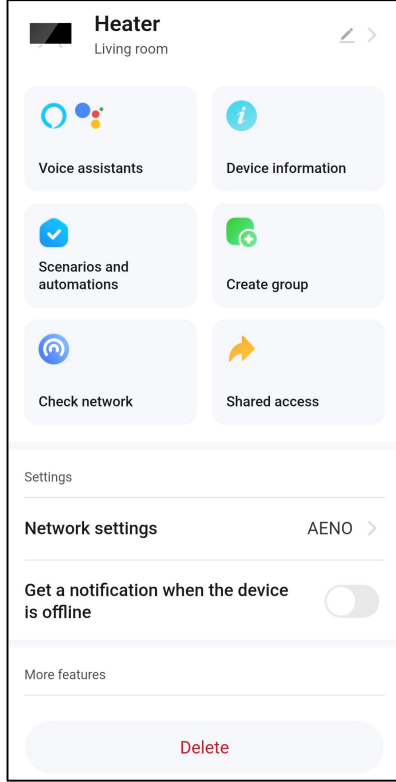 Heater
Living room
Voice assistants
Device information
Scenarios and
automations
Create group
Check network
Shared access
Settings
Network settings
AENO
Get a notification when the device
is offline
More features
Delete